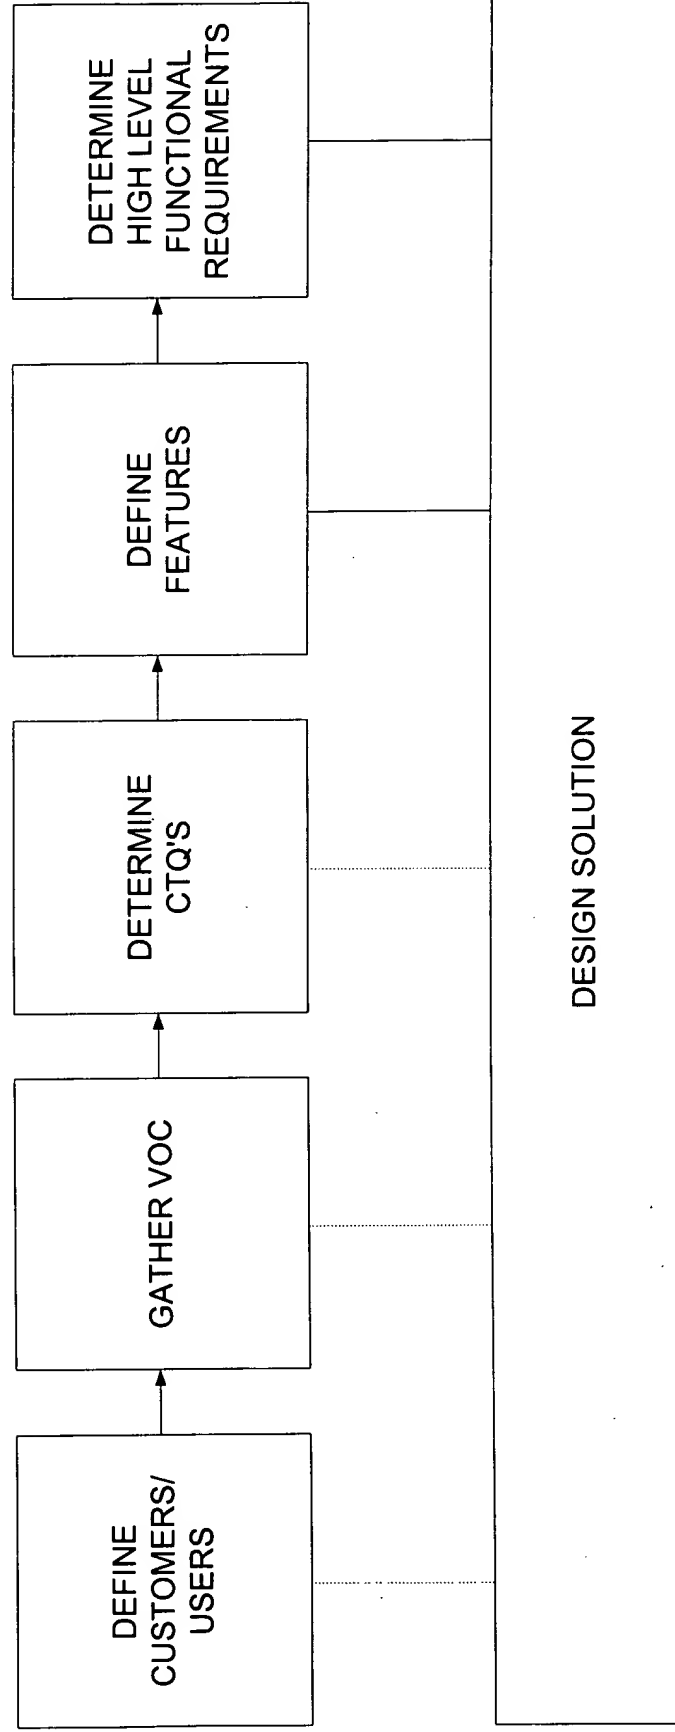 DEFINE
CUSTOMERS/
USERS
GATHER VOC
DETERMINE
CTQ'S
DEFINE
FEATURES
DETERMINE
HIGH LEVEL
FUNCTIONAL
REQUIREMENTS
DESIGN SOLUTION